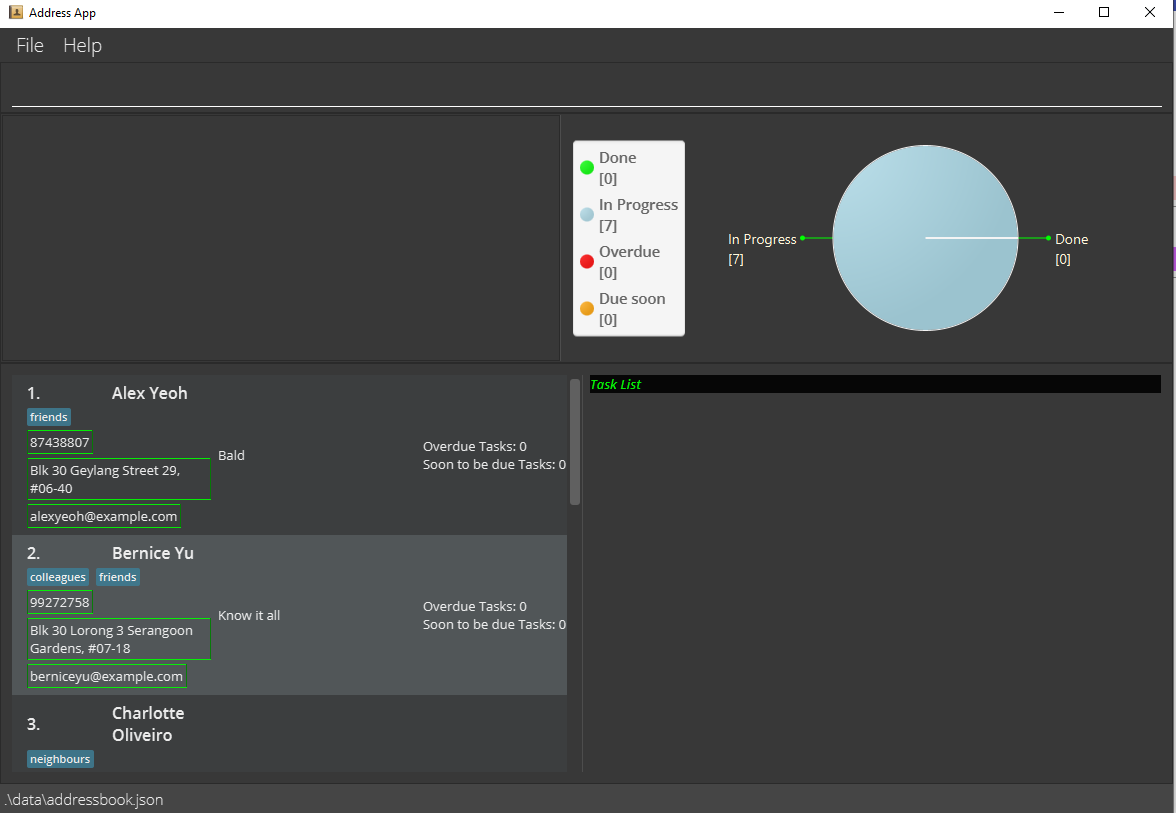 Address App
File Help
Done
[0]
In Progress
[7]
Overdue
[0]
Due soon
[0]
In Progress
[7]
Done
[0]
1. Alex Yeoh
friends
87438807
Blk 30 Geylang Street 29,
#06-40
alexyeoh@example.com
Bald
Overdue Tasks: 0
Soon to be due Tasks: 0
2. Bernice Yu
colleagues friends
99272758
Blk 30 Lorong 3 Serangoon
Gardens, #07-18
berniceyu@example.com
Know it all
Overdue Tasks: 0
Soon to be due Tasks: 0
3. Charlotte
Oliveiro
neighbours
Task List
.\data\addressbook.json